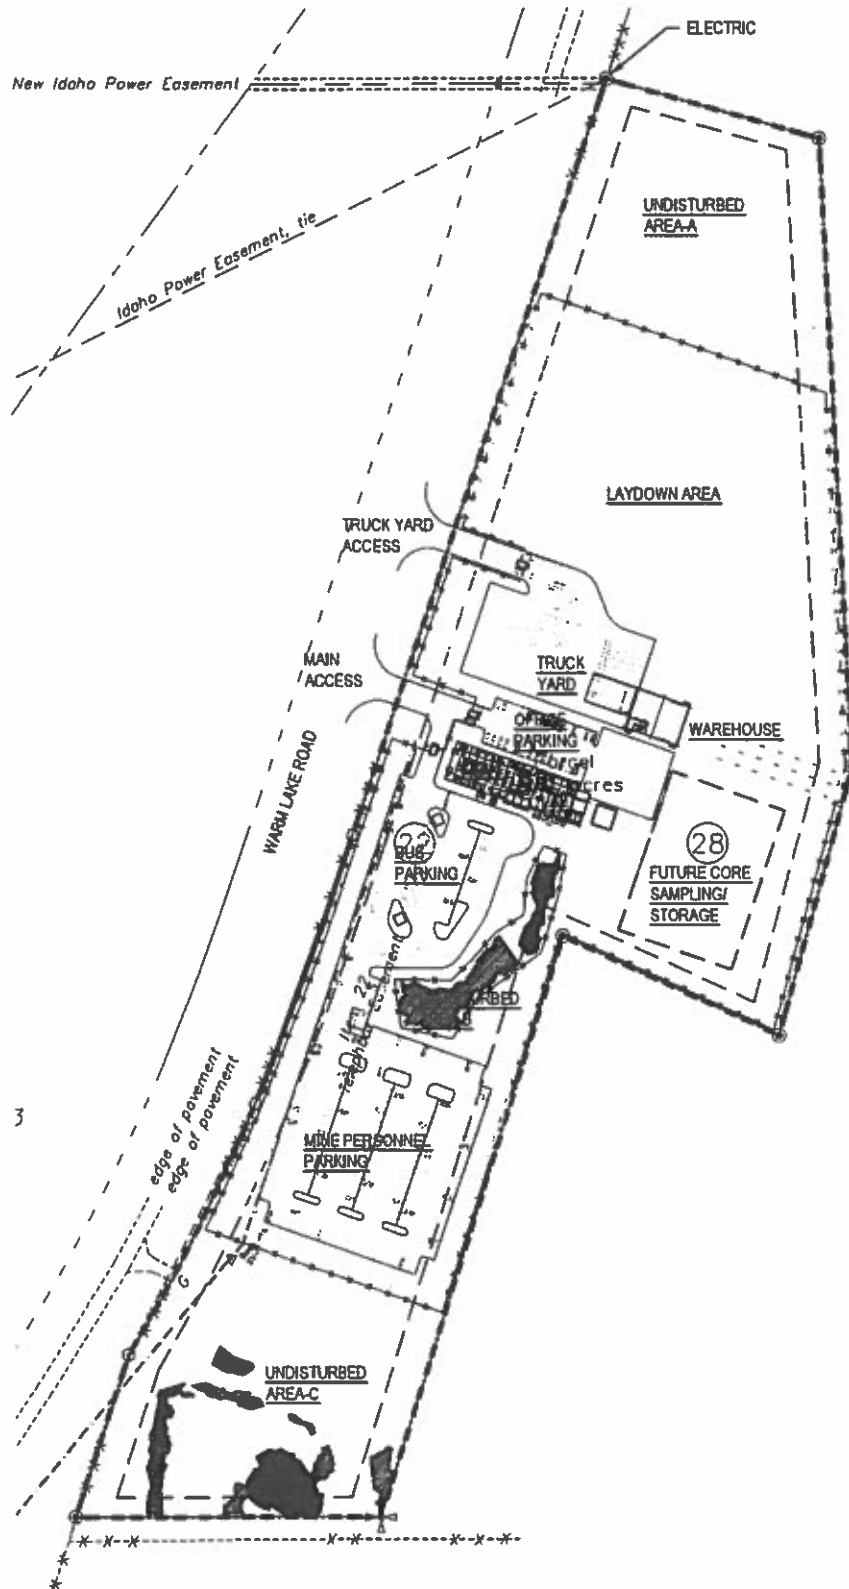 ELECTRIC
New Idaho Power Easement
UNDISTURBED
AREA-A
Idaho Power Easement, tie
LAYDOWN AREA
TRUCK YARD
ACCESS
MAIN
ACCESS
TRUCK
YARD
OFFICE
PARKING
WAREHOUSE
WARM LAKE ROAD
28
BUS
PARKING
FUTURE CORE
SAMPLING/
STORAGE
22
edge of pavement
edge of pavement
3
MINE PERSONNEL
PARKING
G
UNDISTURBED
AREA-C